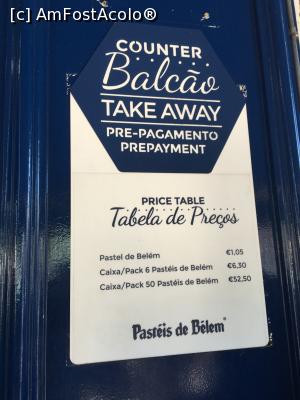 [c] AmFostAcolo®
COUNTER
Balcão
TAKE AWAY
PRE-PAGAMENTO
PREPAYMENT
PRICE TABLE
Tabela de Preços
Pastel de Belém €1,05
Caixa/Pack 6 Pastéis de Belém €6,30
Caixa/Pack 50 Pastéis de Belém €52,50
Pastéis de Belem®